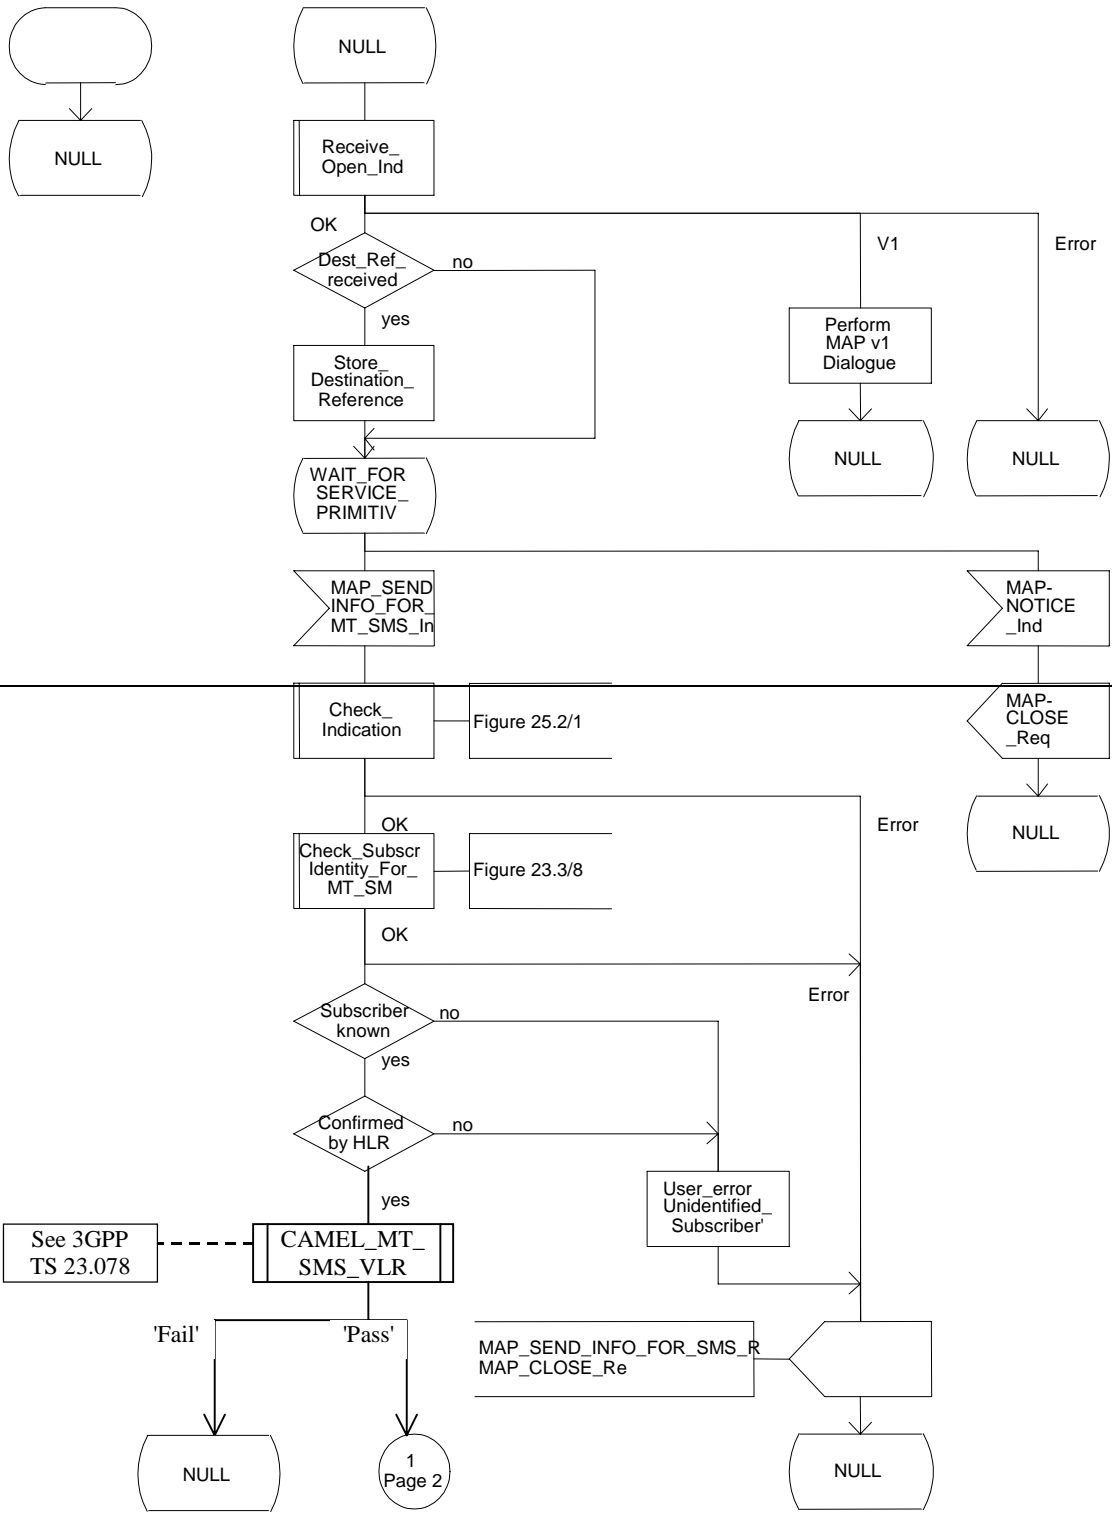 NULL
NULL
Receive_
Open_Ind
OK
V1
Error
Dest_Ref_
received
no
yes
Perform
MAP v1
Dialogue
Store_
Destination_
Reference
NULL
NULL
WAIT_FOR
SERVICE_
PRIMITIV
MAP_SEND
INFO_FOR_
MT_SMS_In
MAP-
NOTICE
_Ind
Check_
Indication
Figure 25.2/1
MAP-
CLOSE
_Req
OK
Error
NULL
Check_Subscr
Identity_For_
MT_SM
Figure 23.3/8
OK
Error
Subscriber
known
no
yes
Confirmed
by HLR
no
yes
User_error
Unidentified_
Subscriber'
See 3GPP
TS 23.078
CAMEL_MT_
SMS_VLR
'Fail'
'Pass'
MAP_SEND_INFO_FOR_SMS_R
MAP_CLOSE_Re
NULL
1
Page 2
NULL